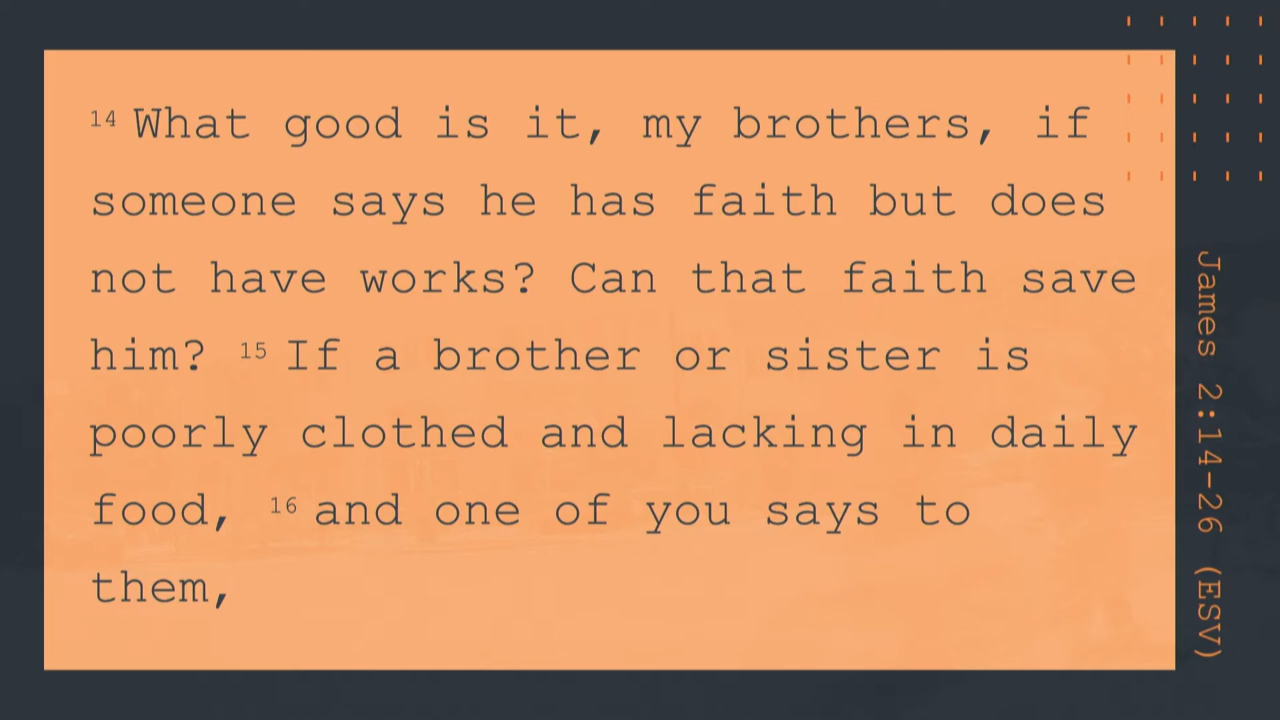 14 What good is it, my brothers, if
someone says he has faith but does
not have works? Can that faith save
him? 15 If a brother or sister is
poorly clothed and lacking in daily
food, 16 and one of you says to
them,
James 2:14-26 (ESV)